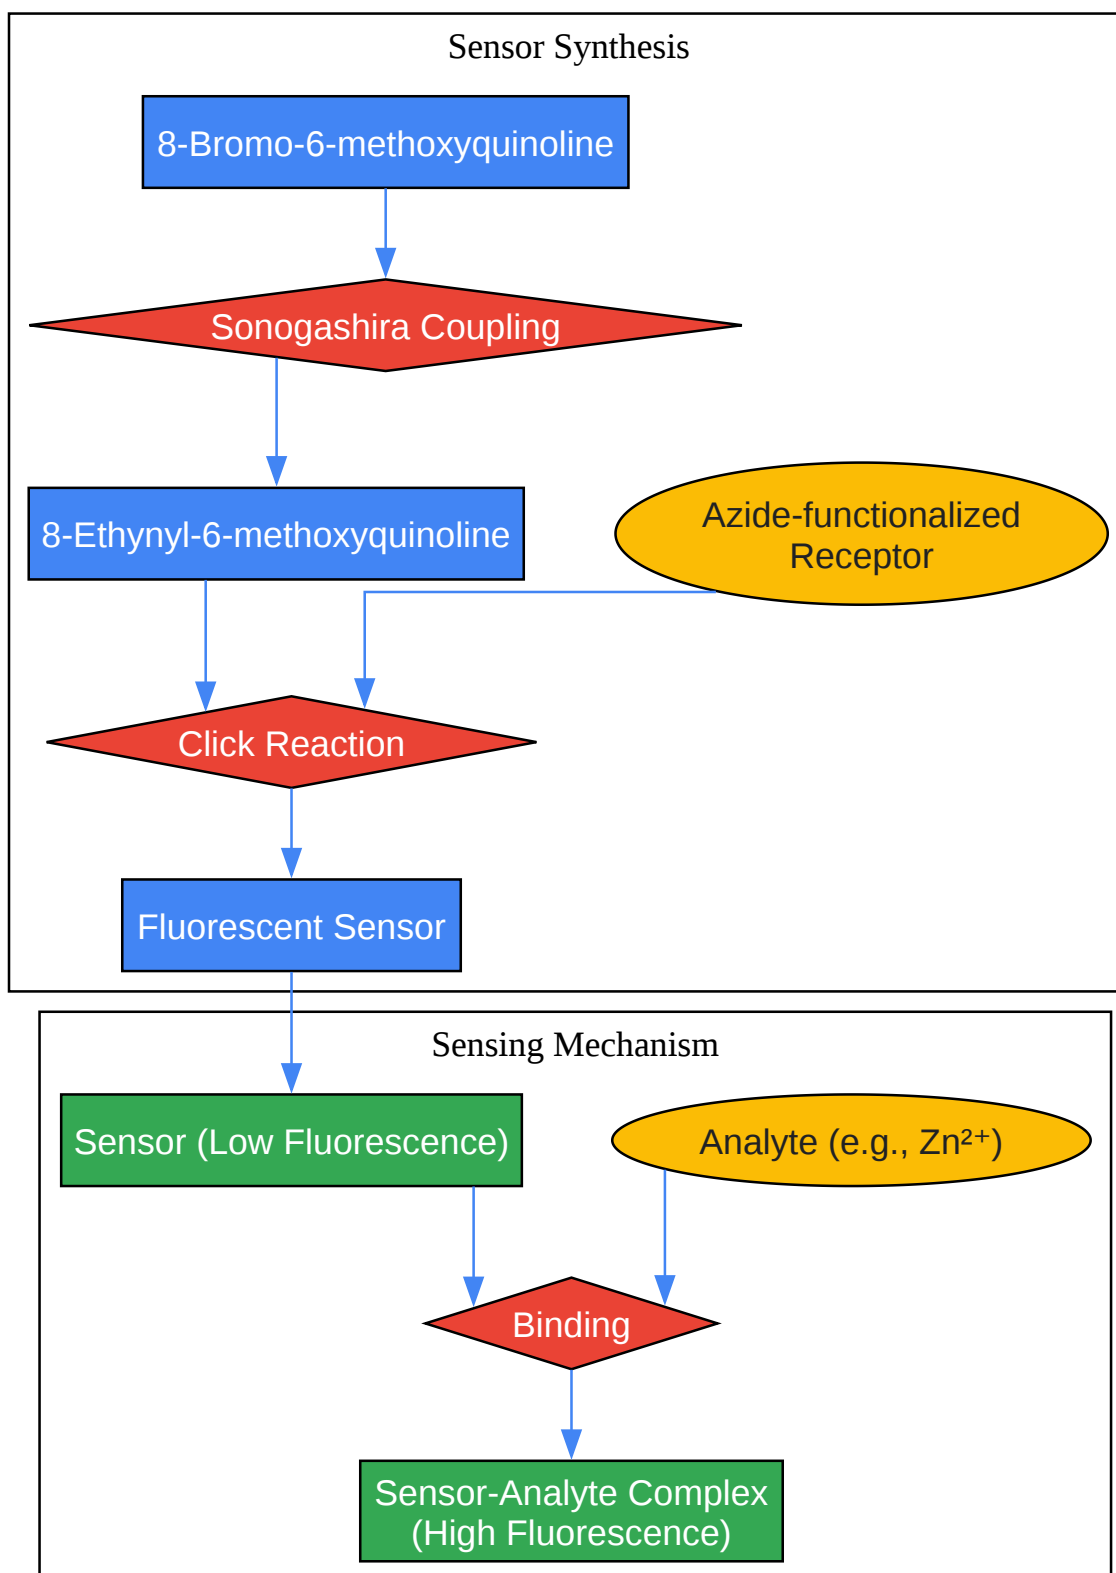 Sensor Synthesis
8-Bromo-6-methoxyquinoline
Sonogashira Coupling
8-Ethynyl-6-methoxyquinoline
Azide-functionalized
Receptor
Click Reaction
Fluorescent Sensor
Sensing Mechanism
Sensor (Low Fluorescence)
Analyte (e.g., Zn²⁺)
Binding
Sensor-Analyte Complex
(High Fluorescence)